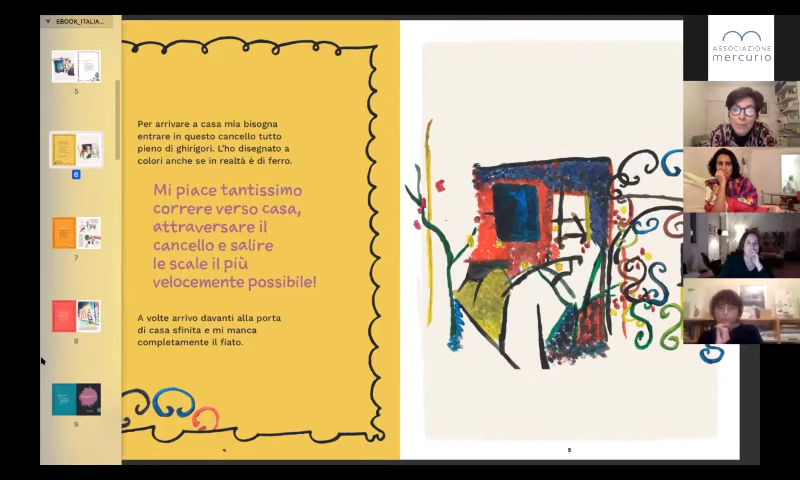 EBOOK_ITALIA...
5
6
7
8
9
Per arrivare a casa mia bisogna
entrare in questo cancello tutto
pieno di ghirigori. L'ho disegnato a
colori anche se in realtà è di ferro.
Mi piace tantissimo
correre verso casa,
attraversare il
cancello e salire
le scale il più
velocemente possibile!
A volte arrivo davanti alla porta
di casa sfinita e mi manca
completamente il fiato.
ASSOCIAZIONE
mercurio